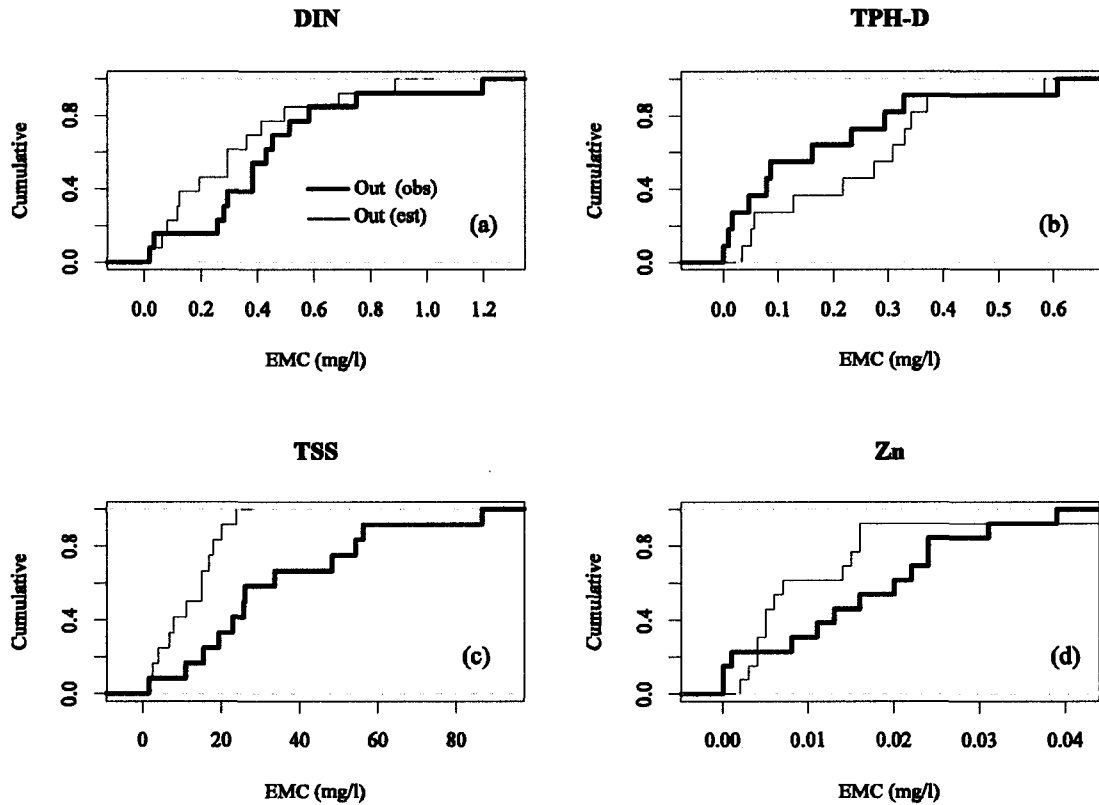 DIN
Cumulative
0.0 0.4 0.8
Out (obs)
Out (est)
(a)
0.0 0.2 0.4 0.6 0.8 1.0 1.2
EMC (mg/l)
TPH-D
Cumulative
0.0 0.4 0.8
(b)
0.0 0.1 0.2 0.3 0.4 0.5 0.6
EMC (mg/l)
TSS
Cumulative
0.0 0.4 0.8
(c)
0 20 40 60 80
EMC (mg/l)
Zn
Cumulative
0.0 0.4 0.8
(d)
0.00 0.01 0.02 0.03 0.04
EMC (mg/l)